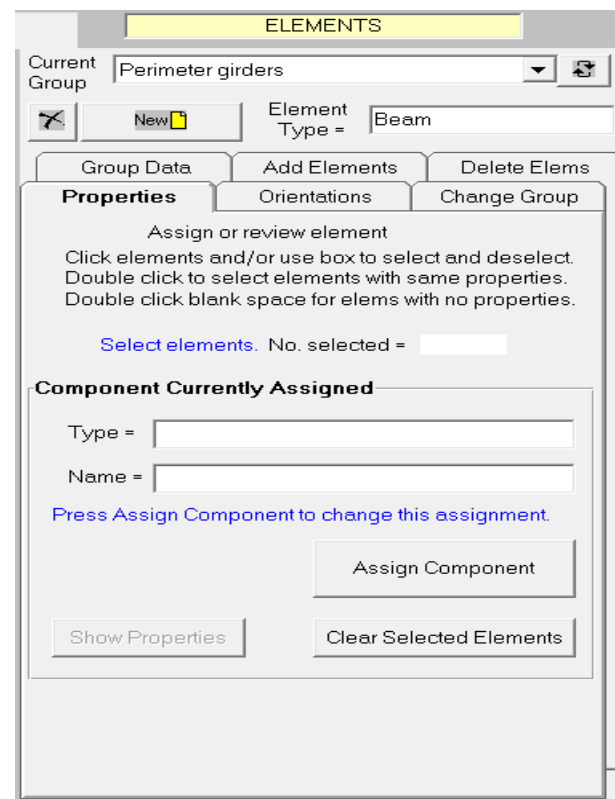 ELEMENTS
Current Group
Perimeter girders
New
Element Type =
Beam
Group Data
Add Elements
Delete Elems
Properties
Orientations
Change Group
Assign or review element
Click elements and/or use box to select and deselect.
Double click to select elements with same properties.
Double click blank space for elems with no properties.
Select elements. No. selected =
Component Currently Assigned
Type =
Name =
Press Assign Component to change this assignment.
Assign Component
Show Properties
Clear Selected Elements